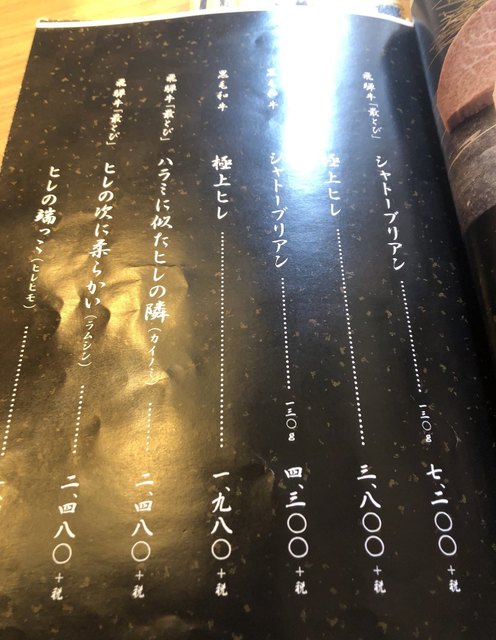 飛騨牛「最とび」 シャトーブリアン 一三〇g 七、二〇〇＋税
極上ヒレ 三、八〇〇＋税
黒毛和牛 シャトーブリアン 一三〇g 四、三〇〇＋税
黒毛和牛 極上ヒレ 一、九八〇＋税
飛騨牛「最とび」 ハラミに似たヒレの隣（カイノミ） 二、四八〇＋税
飛騨牛「最とび」 ヒレの次に柔らかい（ラムシン） 二、四八〇＋税
ヒレの端っこ（ヒレヒモ）